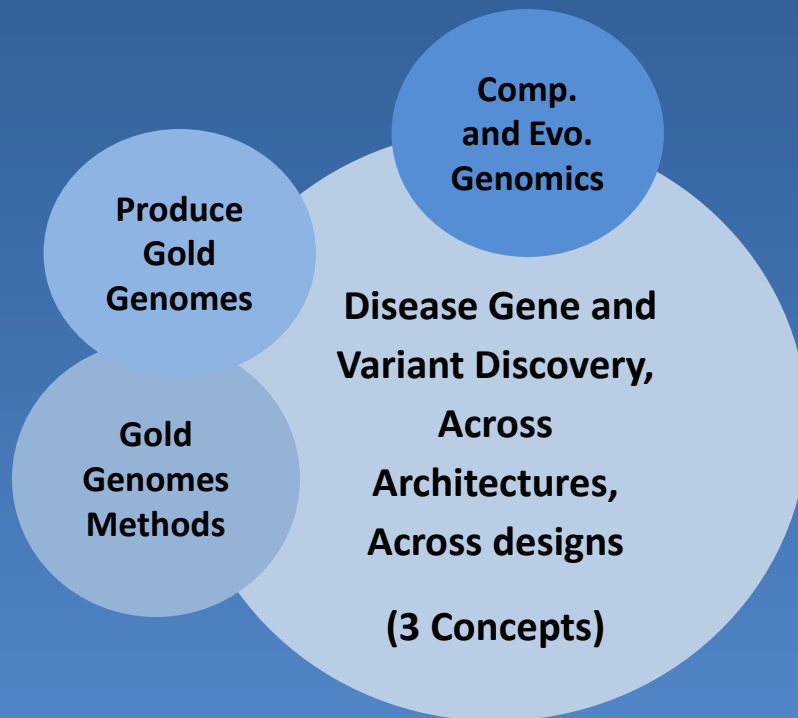 Comp.
and Evo.
Genomics
Produce
Gold
Genomes
Gold
Genomes
Methods
Disease Gene and
Variant Discovery,
Across
Architectures,
Across designs
(3 Concepts)